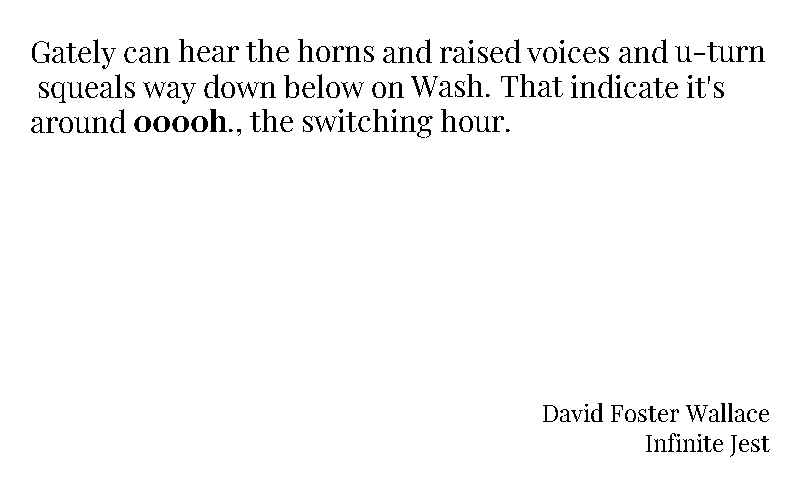 Gately can hear the horns and raised voices and u-turn
squeals way down below on Wash. That indicate it's
around 0000h., the switching hour.
David Foster Wallace
Infinite Jest